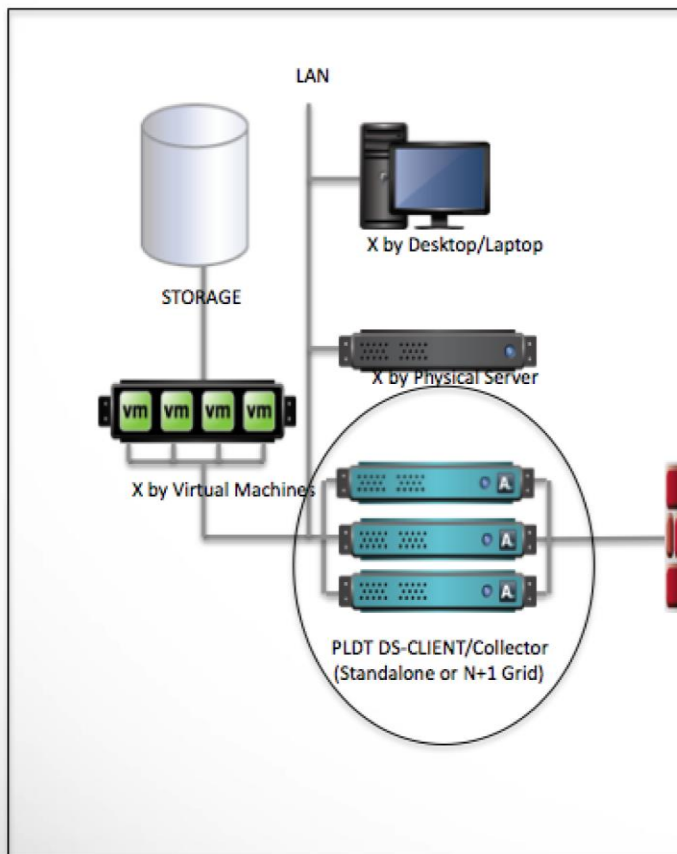 LAN
STORAGE
X by Desktop/Laptop
X by Physical Server
vm vm vm vm
X by Virtual Machines
A
A
A
PLDT DS-CLIENT/Collector
(Standalone or N+1 Grid)